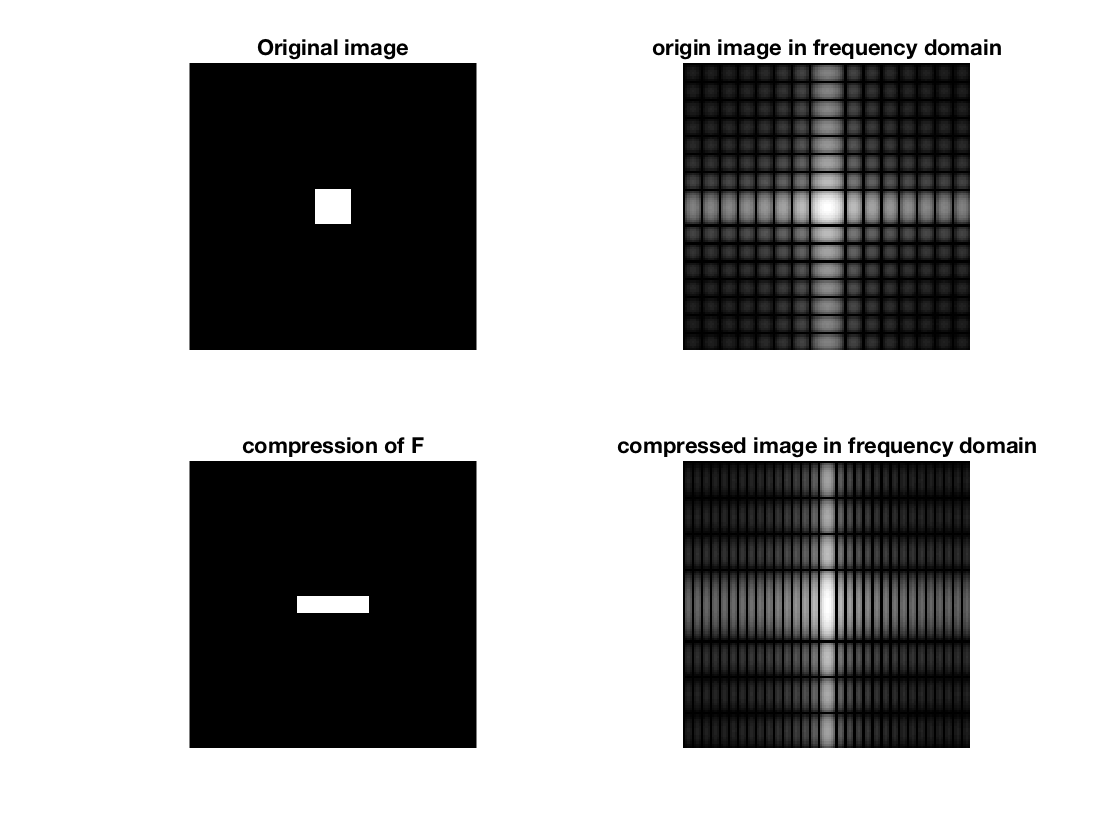 Original image
origin image in frequency domain
compression of F
compressed image in frequency domain